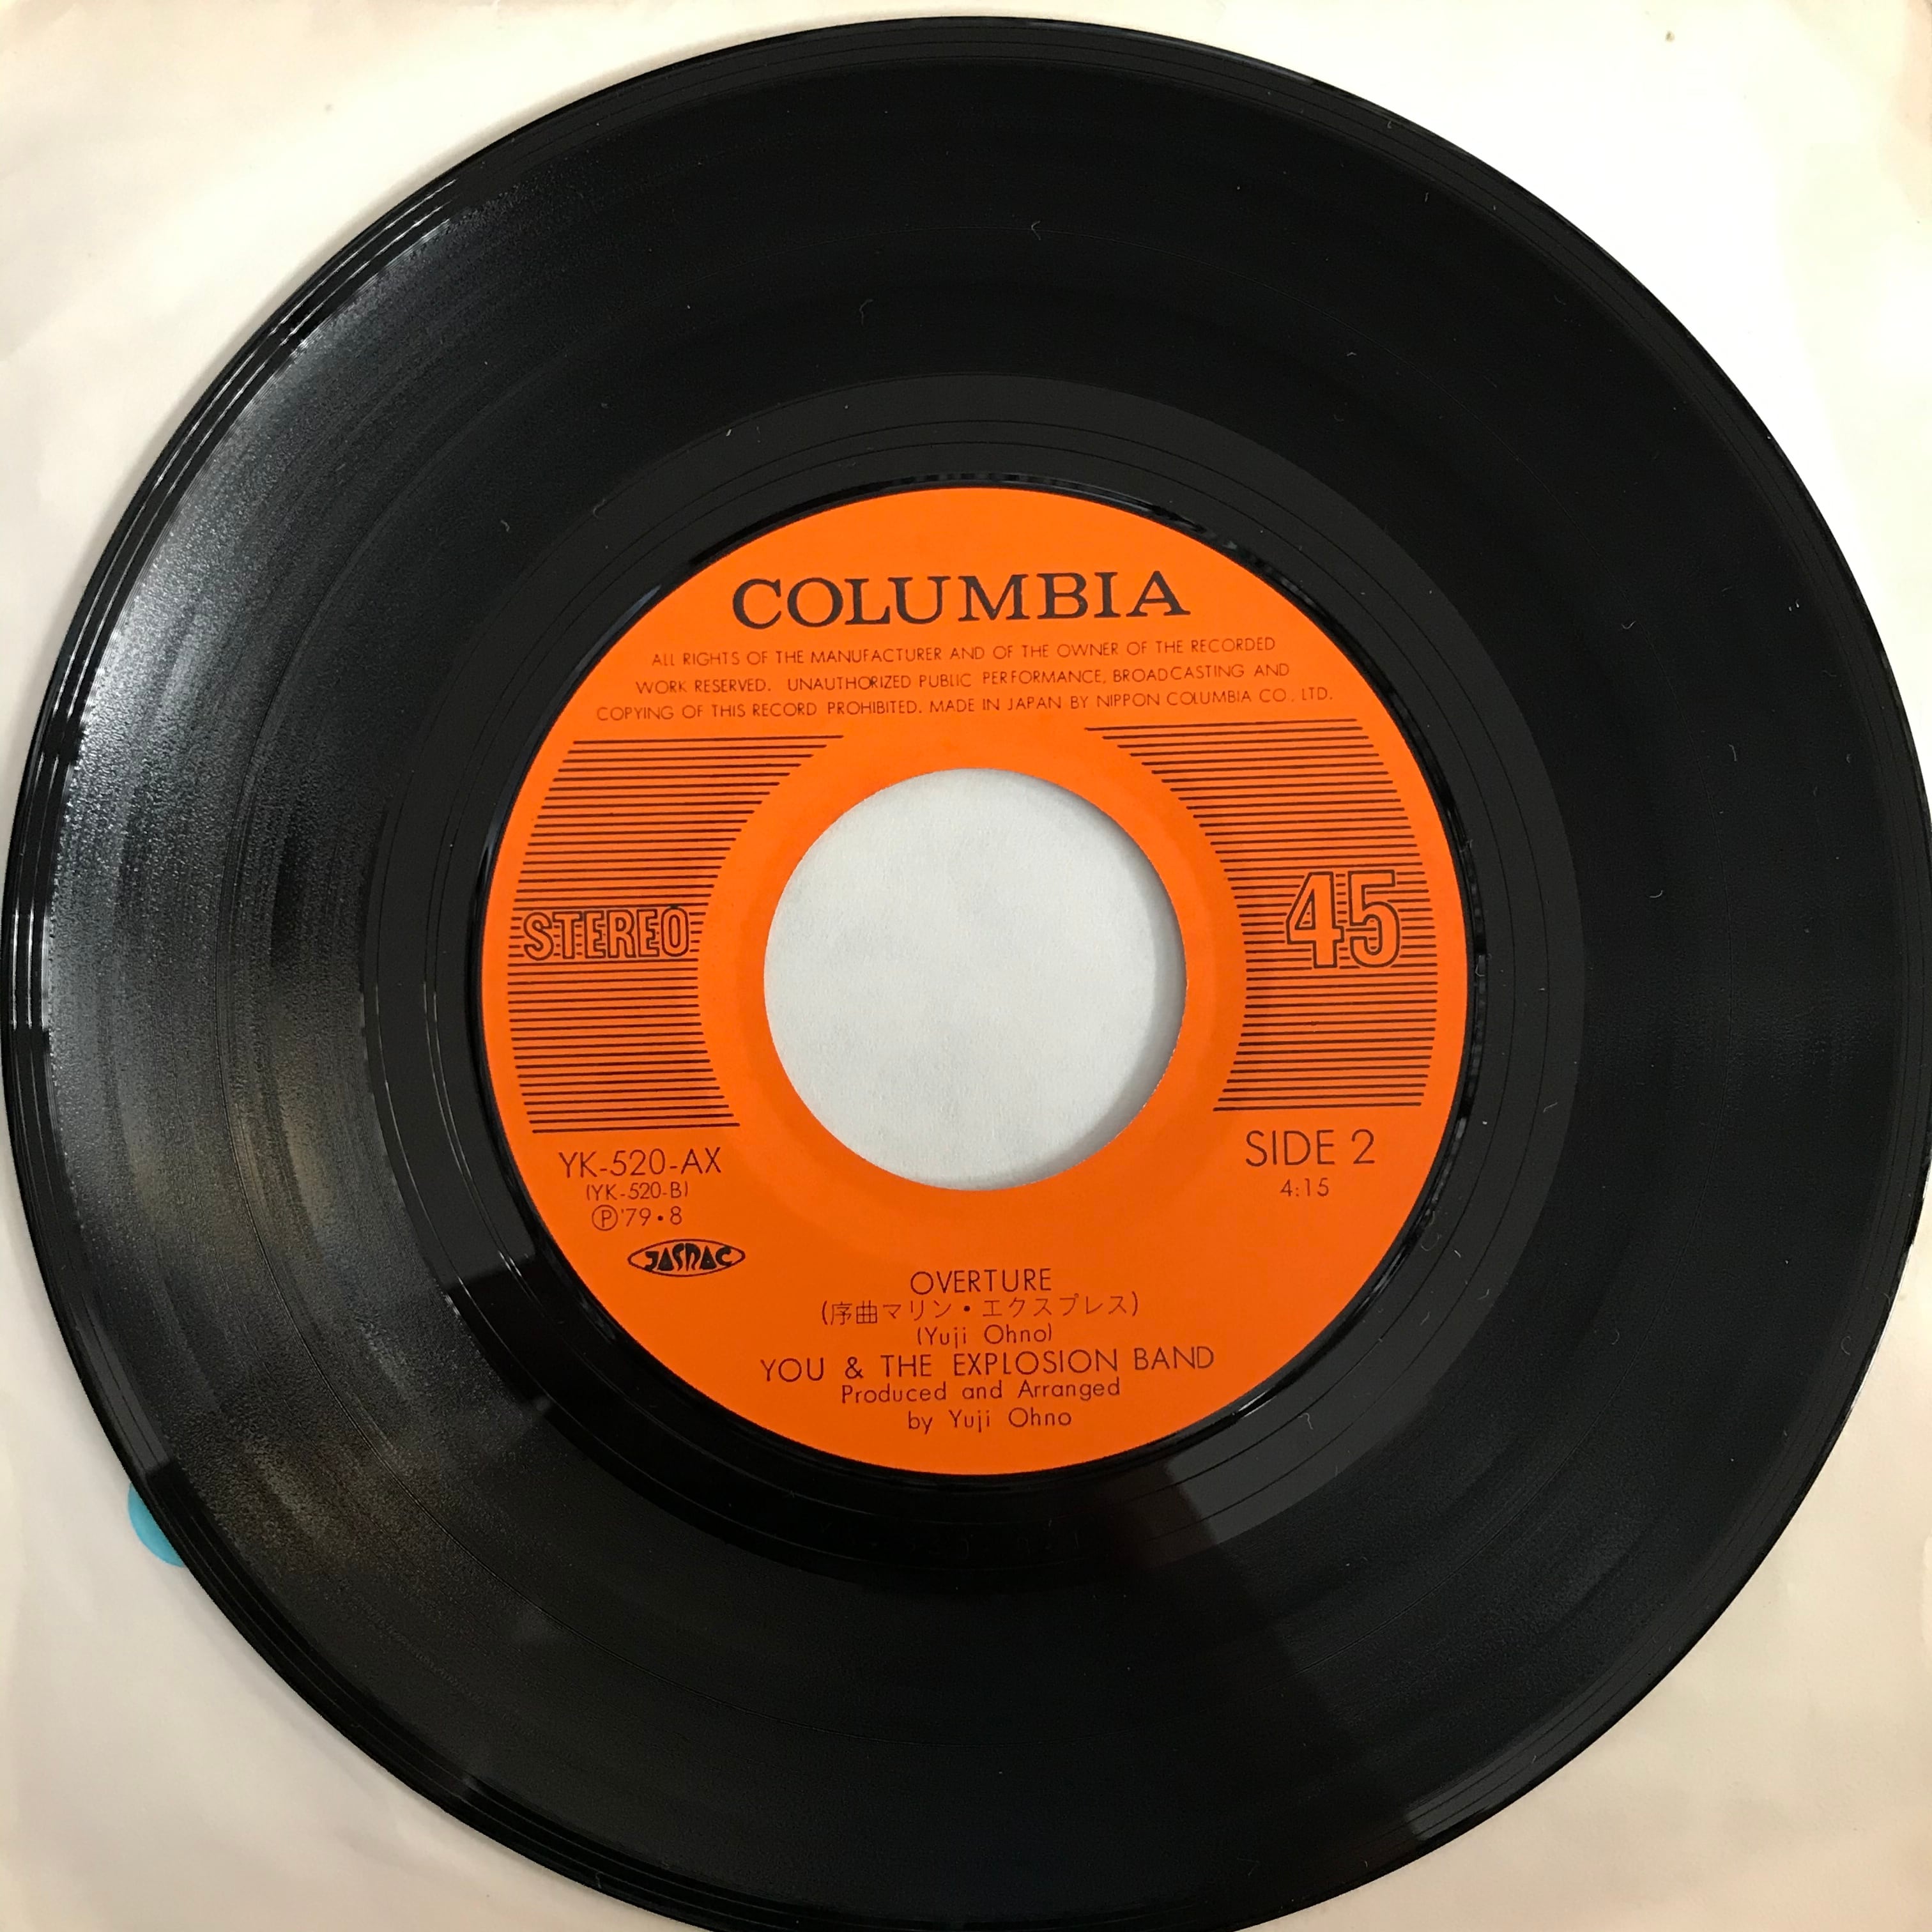 COLUMBIA
ALL RIGHTS OF THE MANUFACTURER AND OF THE OWNER OF THE RECORDED
WORK RESERVED. UNAUTHORIZED PUBLIC PERFORMANCE, BROADCASTING AND
COPYING OF THIS RECORD PROHIBITED. MADE IN JAPAN BY NIPPON COLUMBIA CO., LTD.
STEREO
45
YK-520-AX
(YK-520-B)
Ⓟ'79・8
JASRAC
SIDE 2
4:15
OVERTURE
(序曲マリン・エクスプレス)
(Yuji Ohno)
YOU & THE EXPLOSION BAND
Produced and Arranged
by Yuji Ohno